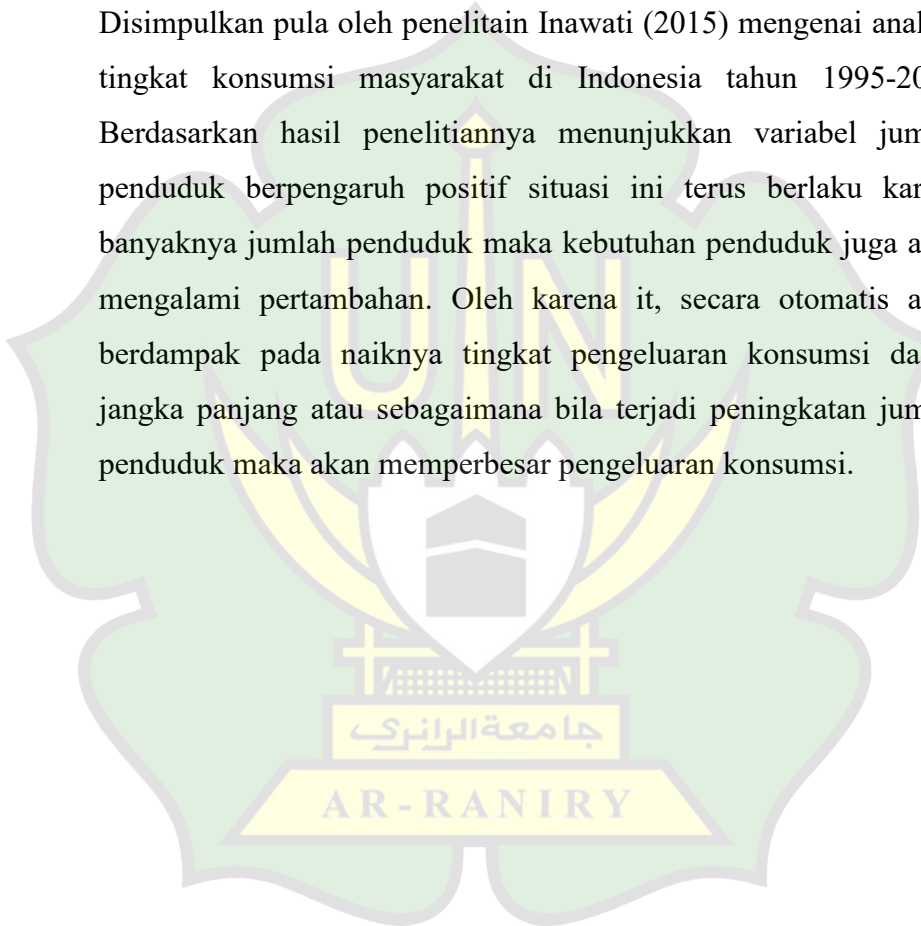 Disimpulkan pula oleh penelitain Inawati (2015) mengenai anal
tingkat konsumsi masyarakat di Indonesia tahun 1995-20
Berdasarkan hasil penelitiannya menunjukkan variabel jum
penduduk berpengaruh positif situasi ini terus berlaku kar
banyaknya jumlah penduduk maka kebutuhan penduduk juga a
mengalami pertambahan. Oleh karena it, secara otomatis a
berdampak pada naiknya tingkat pengeluaran konsumsi da
jangka panjang atau sebagaimana bila terjadi peningkatan jum
penduduk maka akan memperbesar pengeluaran konsumsi.
UIN
جامعة الرانري
AR-RANIRY